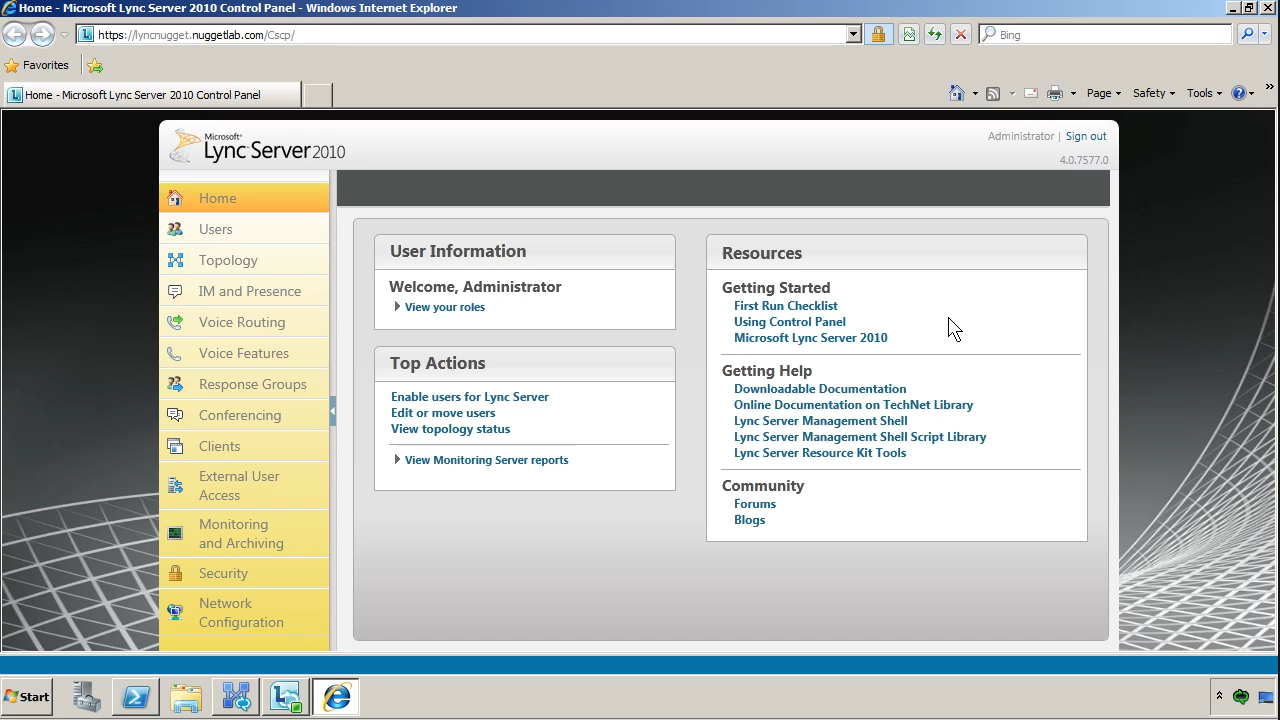 Home - Microsoft Lync Server 2010 Control Panel - Windows Internet Explorer
https://lyncnugget.nuggetlab.com/Cscp/
Bing
Favorites
Home - Microsoft Lync Server 2010 Control Panel
Page
Safety
Tools
Microsoft®
Lync Server 2010
Administrator | Sign out
4.0.7577.0
Home
Users
Topology
IM and Presence
Voice Routing
Voice Features
Response Groups
Conferencing
Clients
External User
Access
Monitoring
and Archiving
Security
Network
Configuration
User Information
Welcome, Administrator
View your roles
Top Actions
Enable users for Lync Server
Edit or move users
View topology status
View Monitoring Server reports
Resources
Getting Started
First Run Checklist
Using Control Panel
Microsoft Lync Server 2010
Getting Help
Downloadable Documentation
Online Documentation on TechNet Library
Lync Server Management Shell
Lync Server Management Shell Script Library
Lync Server Resource Kit Tools
Community
Forums
Blogs
Start